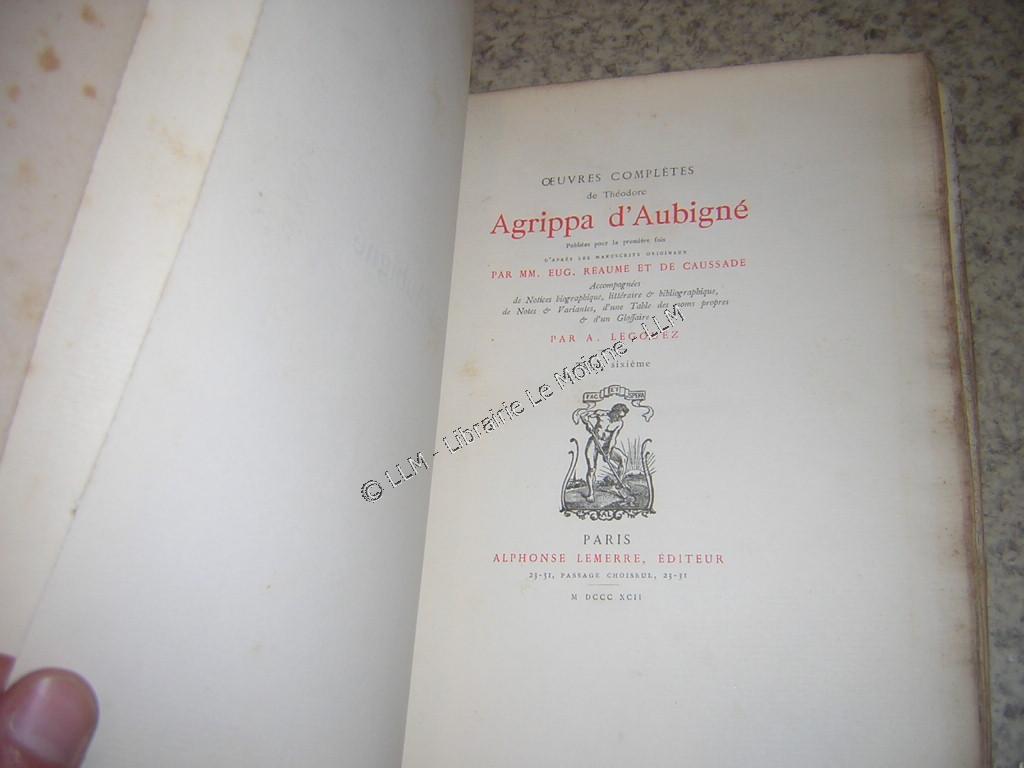 ŒUVRES COMPLÈTES
de Théodore
Agrippa d'Aubigné
Publiées pour la première fois
D'APRÈS LES MANUSCRITS ORIGINAUX
PAR MM. EUG. RÉAUME ET DE CAUSSADE
Accompagnées
de Notices biographique, littéraire & bibliographique,
de Notes & Variantes, d'une Table des noms propres
& d'un Glossaire
PAR A. LEGOUEZ
sixième
FAC ET SPERA
PARIS
ALPHONSE LEMERRE, ÉDITEUR
23-31, PASSAGE CHOISEUL, 23-31
M DCCC XCII
© LLM - Librairie Le Moigne - LLM